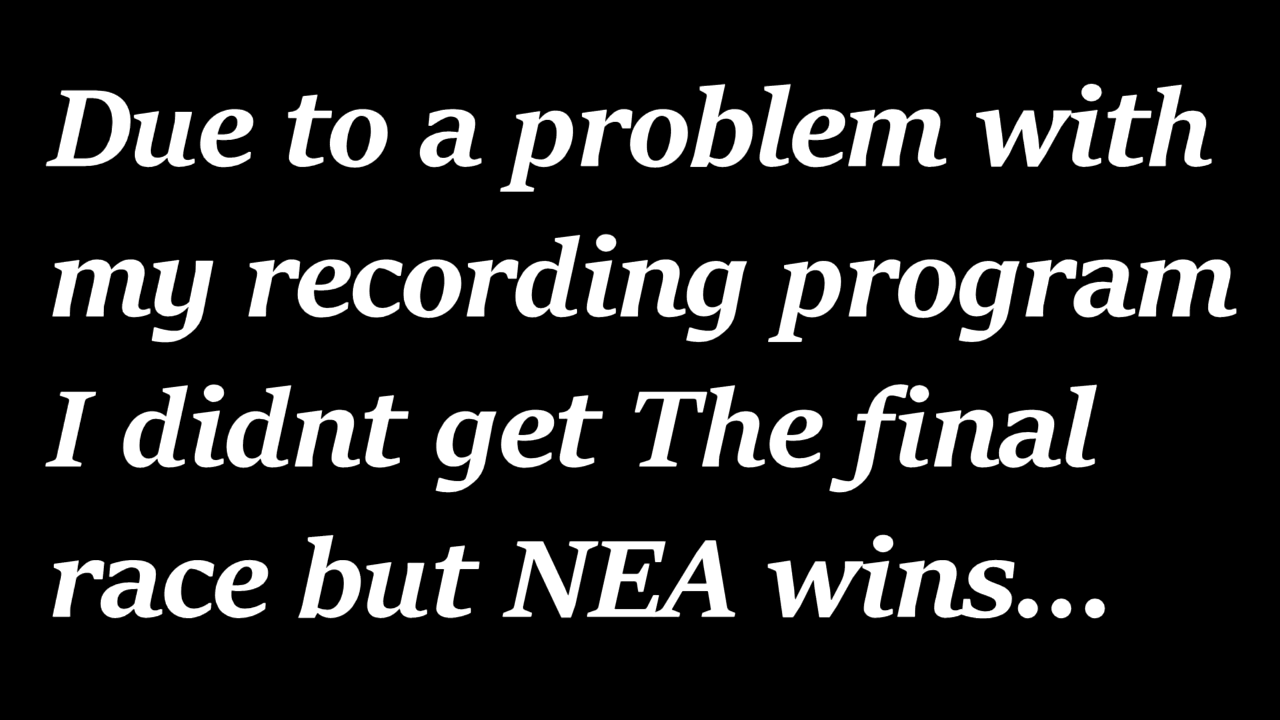 Due to a problem with
my recording program
I didnt get The final
race but NEA wins...